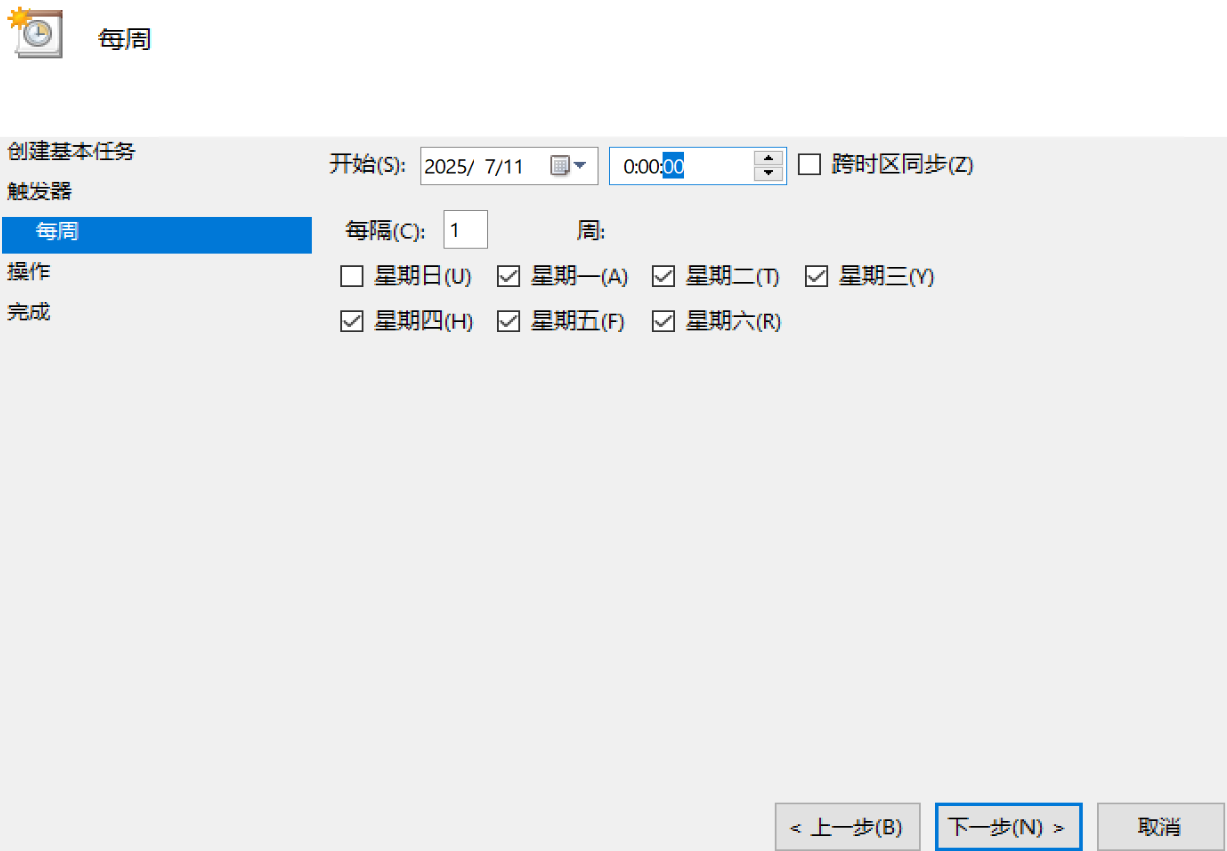 每周
创建基本任务
触发器
每周
操作
完成
开始(S): 2025/ 7/11 0:00:00 跨时区同步(Z)
每隔(C): 1 周:
星期日(U) 星期一(A) 星期二(T) 星期三(Y)
星期四(H) 星期五(F) 星期六(R)
< 上一步(B) 下一步(N) > 取消